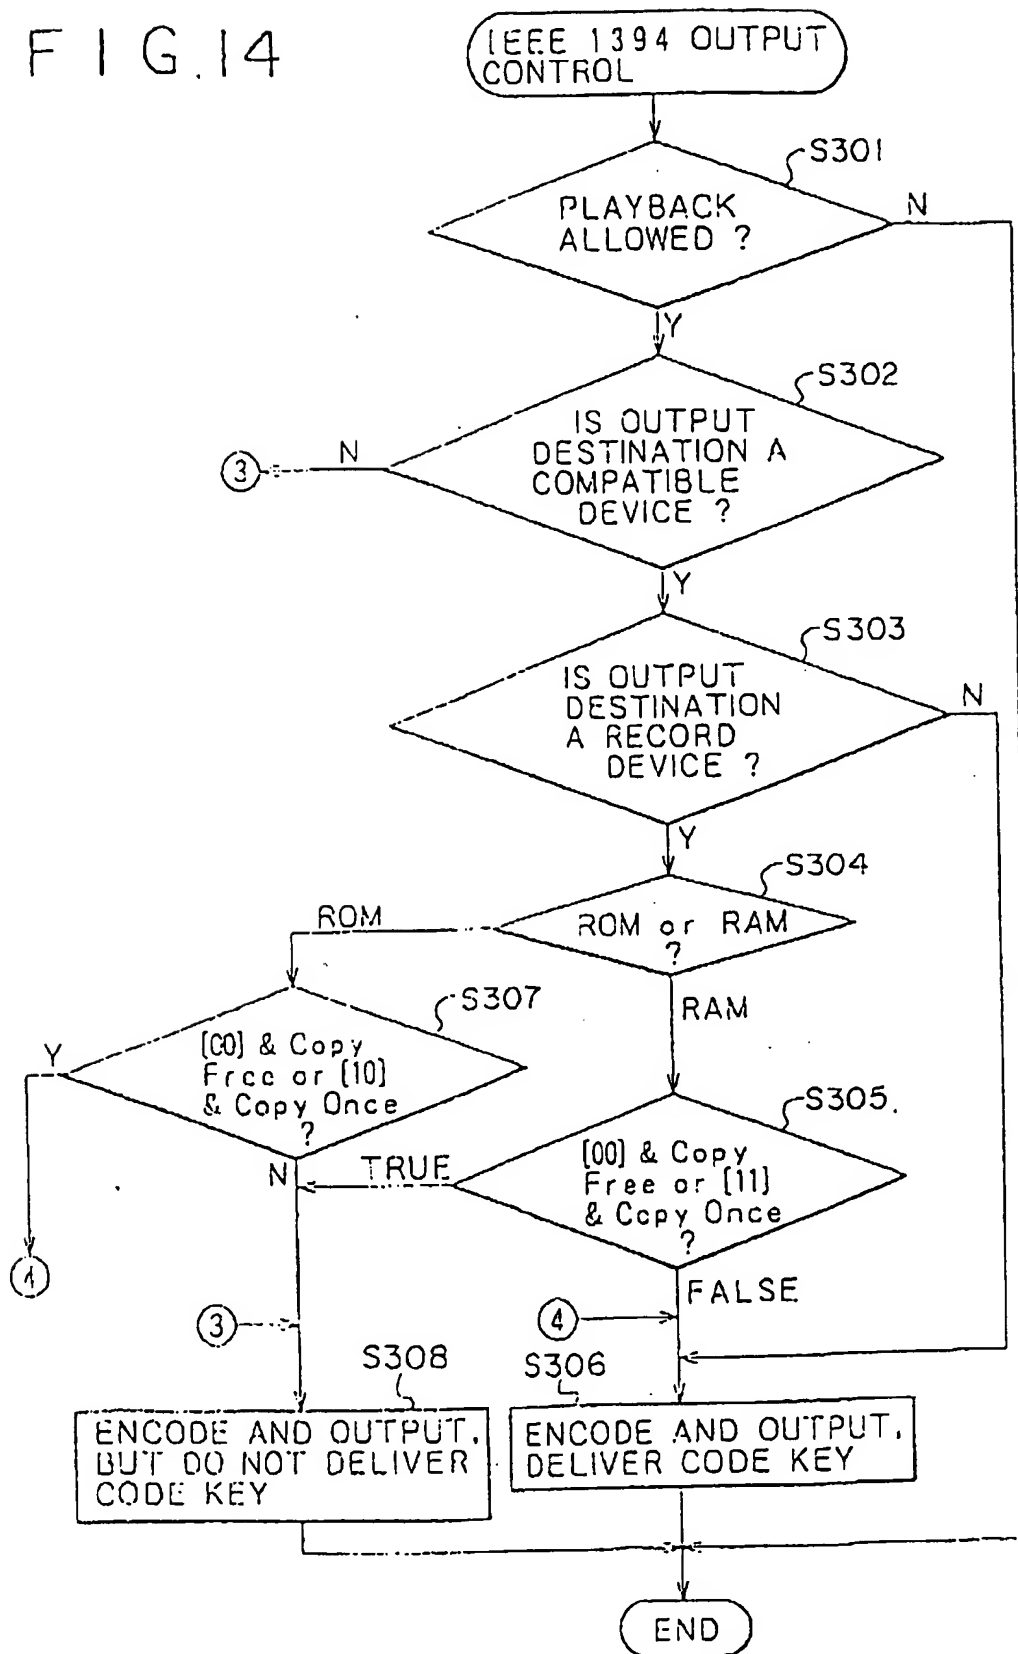 FIG.14
IEEE 1394 OUTPUT
CONTROL
S301
PLAYBACK
ALLOWED ?
N
Y
S302
IS OUTPUT
DESTINATION A
COMPATIBLE
DEVICE ?
N
3
Y
S303
IS OUTPUT
DESTINATION
A RECORD
DEVICE ?
N
Y
S304
ROM or RAM
?
ROM
RAM
S307
[00] & Copy
Free or [10]
& Copy Once
?
Y
N
S305
[00] & Copy
Free or [11]
& Copy Once
?
TRUE
FALSE
4
3
4
S308
ENCODE AND OUTPUT,
BUT DO NOT DELIVER
CODE KEY
S306
ENCODE AND OUTPUT,
DELIVER CODE KEY
END